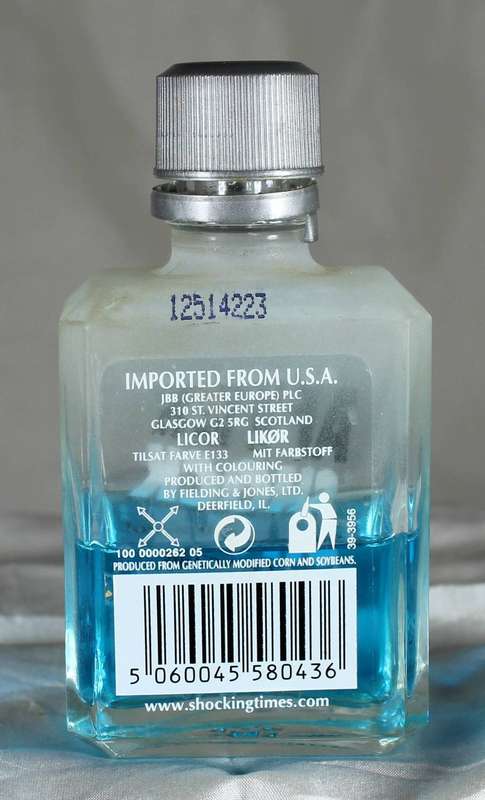 12514223
IMPORTED FROM U.S.A.
JBB (GREATER EUROPE) PLC
310 ST. VINCENT STREET
GLASGOW G2 5RG SCOTLAND
LICOR LIKØR
TILSAT FARVE E133 MIT FARBSTOFF
WITH COLOURING
PRODUCED AND BOTTLED
BY FIELDING & JONES, LTD.
DEERFIELD, IL.
39-3956
100 0000262 05
PRODUCED FROM GENETICALLY MODIFIED CORN AND SOYBEANS.
5 060045 580436
www.shockingtimes.com